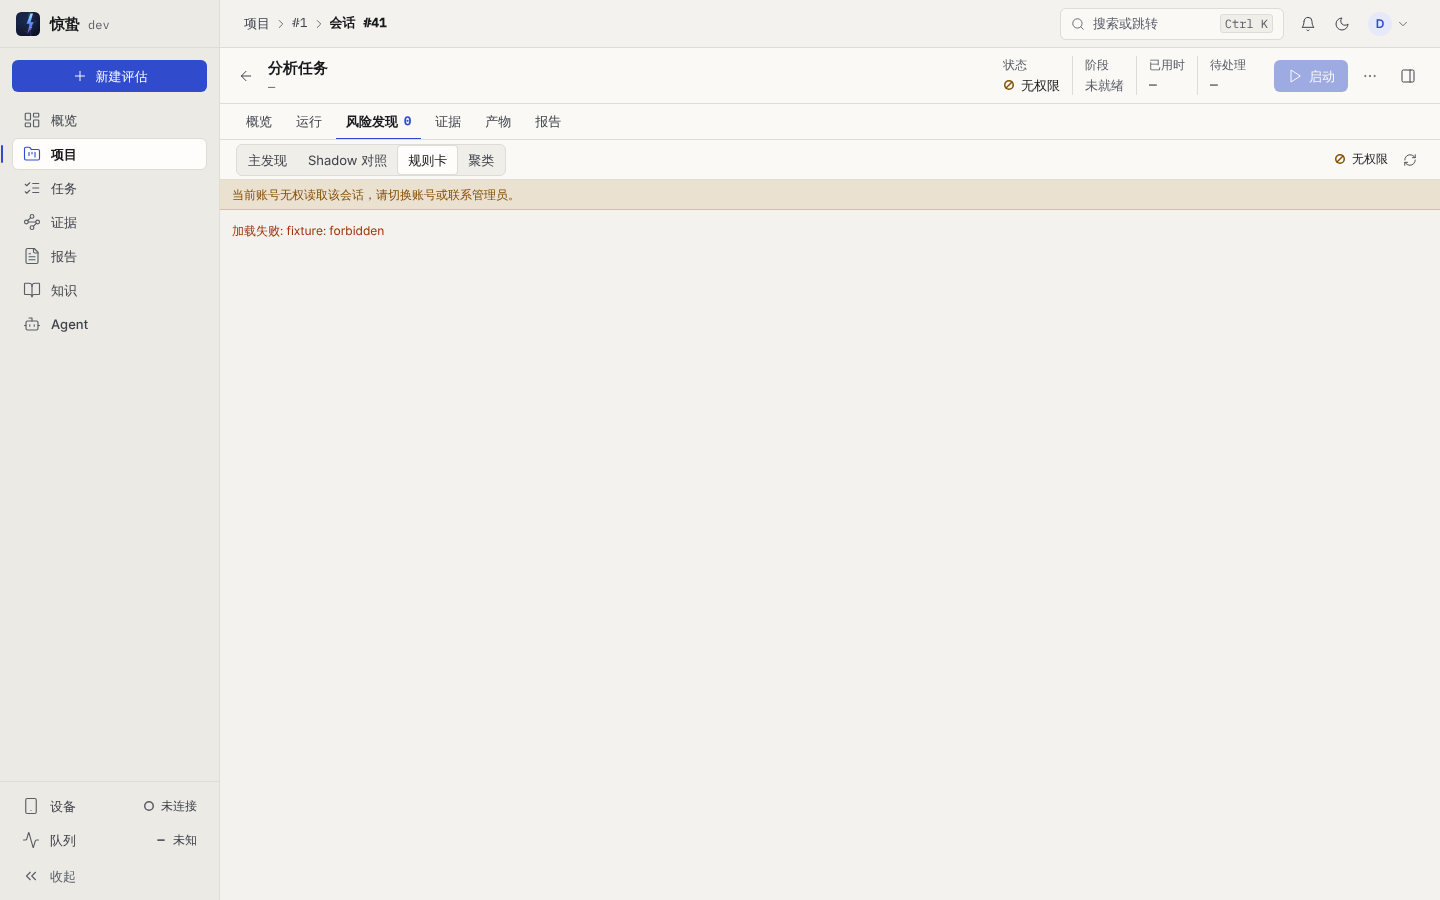 惊蛰 dev
项目 #1 会话 #41
搜索或跳转 Ctrl K
D
新建评估
概览
项目
任务
证据
报告
知识
Agent
设备 未连接
队列 — 未知
收起
分析任务
—
状态 无权限
阶段 未就绪
已用时 —
待处理 —
启动
概览 运行 风险发现 0 证据 产物 报告
主发现 Shadow 对照 规则卡 聚类
无权限
当前账号无权读取该会话，请切换账号或联系管理员。
加载失败: fixture: forbidden